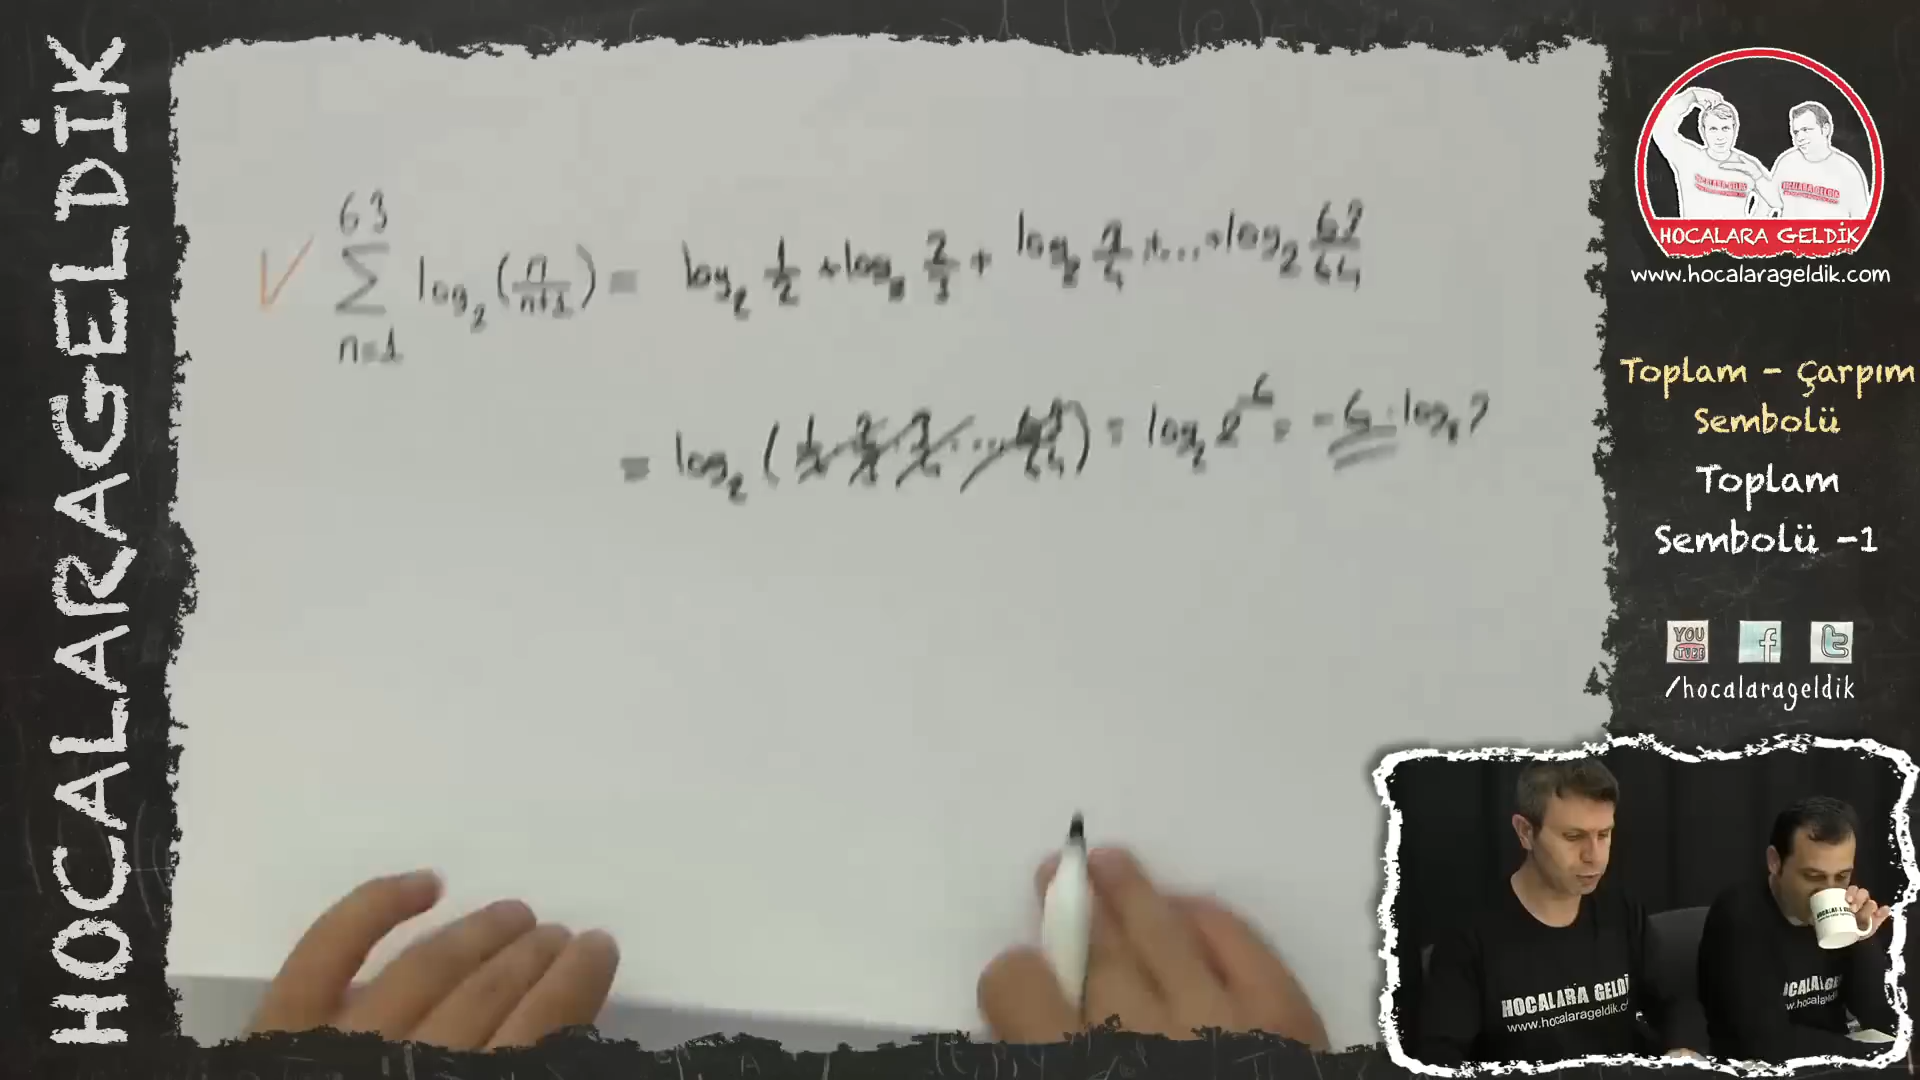 HOCALARAGELDİK
63
∑ log₂ (n/n+1) = log₂ 1/2 + log₂ 2/3 + log₂ 3/4 + ... + log₂ 63/64
n=1
= log₂ (1/2 · 2/3 · 3/4 · ... 63/64) = log₂ 2⁻⁶ = -6 · log₂ 2
HOCALARA GELDİK
www.hocalarageldik.com
Toplam - Çarpım
Sembolü
Toplam
Sembolü -1
YOU
TUBE
f
t
/hocalarageldik
HOCALARA GELDİ
www.hocalarageldik.c